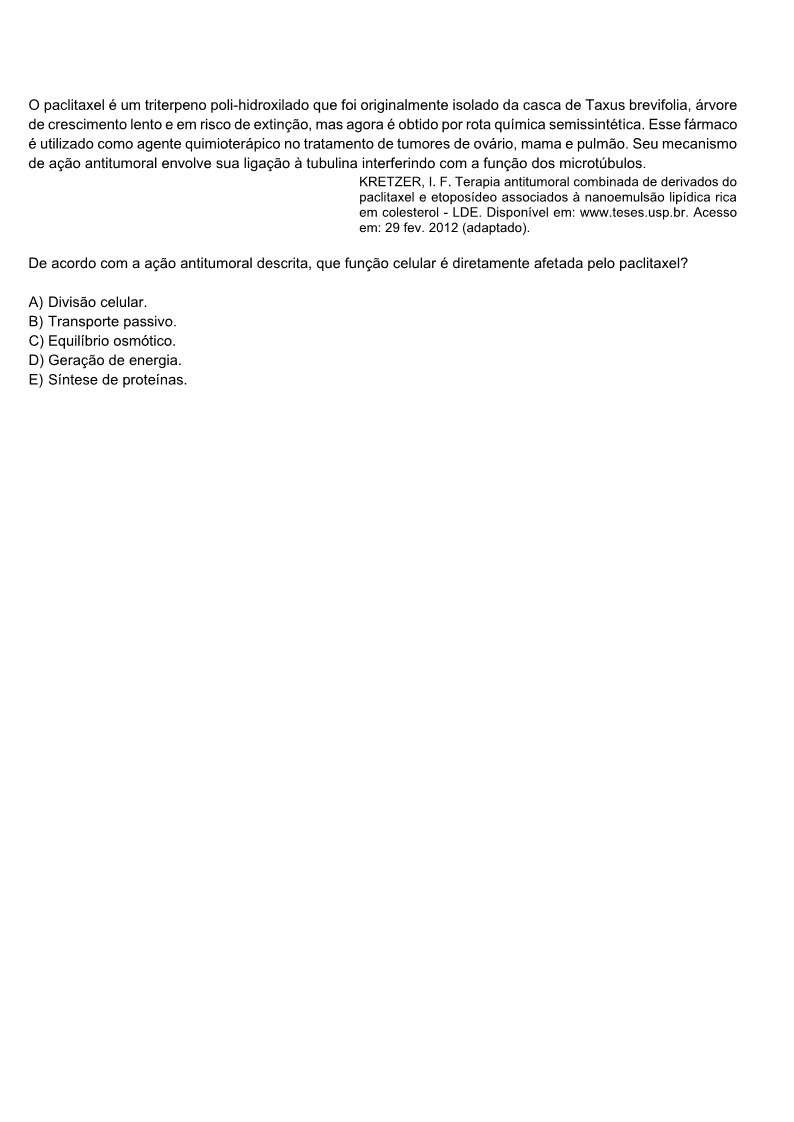 O paclitaxel é um triterpeno poli-hidroxilado que foi originalmente isolado da casca de Taxus brevifolia, árvore
de crescimento lento e em risco de extinção, mas agora é obtido por rota química semissintética. Esse fármaco
é utilizado como agente quimioterápico no tratamento de tumores de ovário, mama e pulmão. Seu mecanismo
de ação antitumoral envolve sua ligação à tubulina interferindo com a função dos microtúbulos.
KRETZER, I. F. Terapia antitumoral combinada de derivados do
paclitaxel e etoposídeo associados à nanoemulsão lipídica rica
em colesterol - LDE. Disponível em: www.teses.usp.br. Acesso
em: 29 fev. 2012 (adaptado).
De acordo com a ação antitumoral descrita, que função celular é diretamente afetada pelo paclitaxel?
A) Divisão celular.
B) Transporte passivo.
C) Equilíbrio osmótico.
D) Geração de energia.
E) Síntese de proteínas.